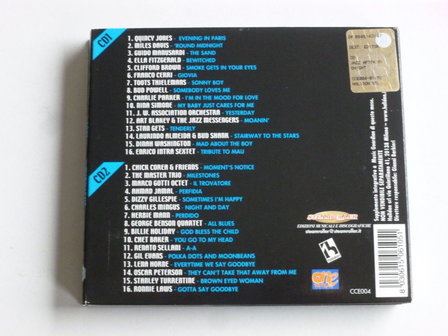 CD1
1. QUINCY JONES - EVENING IN PARIS
2. MILES DAVIS - 'ROUND MIDNIGHT
3. GUIDO MANUSARDI - THE SAND
4. ELLA FITZGERALD - BEWITCHED
5. CLIFFORD BROWN - SMOKE GETS IN YOUR EYES
6. FRANCO CERRI - GIOVIA
7. TOOTS THIELEMANS - SONNY BOY
8. BUD POWELL - SOMEBODY LOVES ME
9. CHARLIE PARKER - I'M IN THE MOOD FOR LOVE
10. NINA SIMONE - MY BABY JUST CARES FOR ME
11. J. W. ASSOCIATION ORCHESTRA - YESTERDAY
12. ART BLAKEY & THE JAZZ MESSENGERS - MOANIN'
13. STAN GETS - TENDERLY
14. LAURINDO ALMEIDA & BUD SHANK - STAIRWAY TO THE STARS
15. DINAH WASHINGTON - MAD ABOUT THE BOY
16. ENRICO INTRA SEXTET - TRIBUTE TO MAU
CD2
1. CHICK COREA & FRIENDS - MOMENT'S NOTICE
2. THE MASTER TRIO - MILESTONES
3. MARCO GOTTI OCTET - IL TROVATORE
4. AHMAD JAMAL - PERFIDIA
5. DIZZY GILLESPIE - SOMETIMES I'M HAPPY
6. CHARLES MINGUS - NIGHT AND DAY
7. HERBIE MANN - PERDIDO
8. GEORGE BENSON QUARTET - ALL BLUES
9. BILLIE HOLIDAY - GOD BLESS THE CHILD
10. CHET BAKER - YOU GO TO MY HEAD
11. RENATO SELLANI - A-A
12. GIL EVANS - POLKA DOTS AND MOONBEANS
13. LENA HORNE - EVERYTIME WE SAY GOODBYE
14. OSCAR PETERSON - THEY CAN'T TAKE THAT AWAY FROM ME
15. STANLEY TURRENTINE - BROWN EYED WOMAN
16. RONNIE LAWS - GOTTA SAY GOODBYE
EDIZIONI MUSICALI E DISCOGRAFICHE
CCE004
NON VENDIBILE SEPARATAMENTE